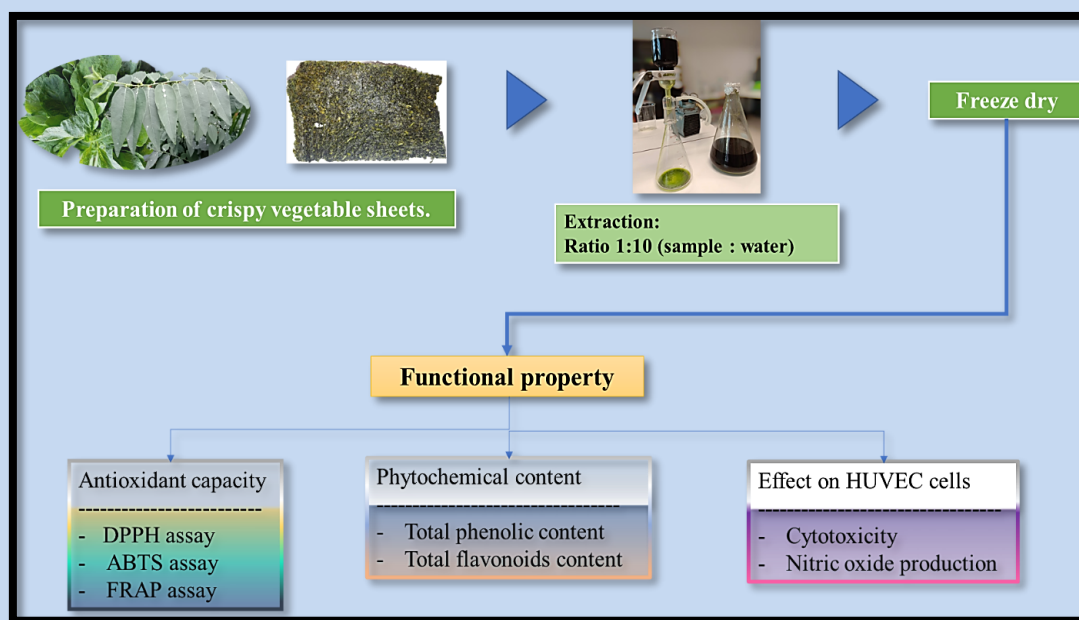 Freeze dry
Preparation of crispy vegetable sheets.
Extraction:
Ratio 1:10 (sample : water)
Functional property
Antioxidant capacity
------------------------
- DPPH assay
- ABTS assay
- FRAP assay
Phytochemical content
--------------------------------
- Total phenolic content
- Total flavonoids content
Effect on HUVEC cells
--------------------------------
- Cytotoxicity
- Nitric oxide production